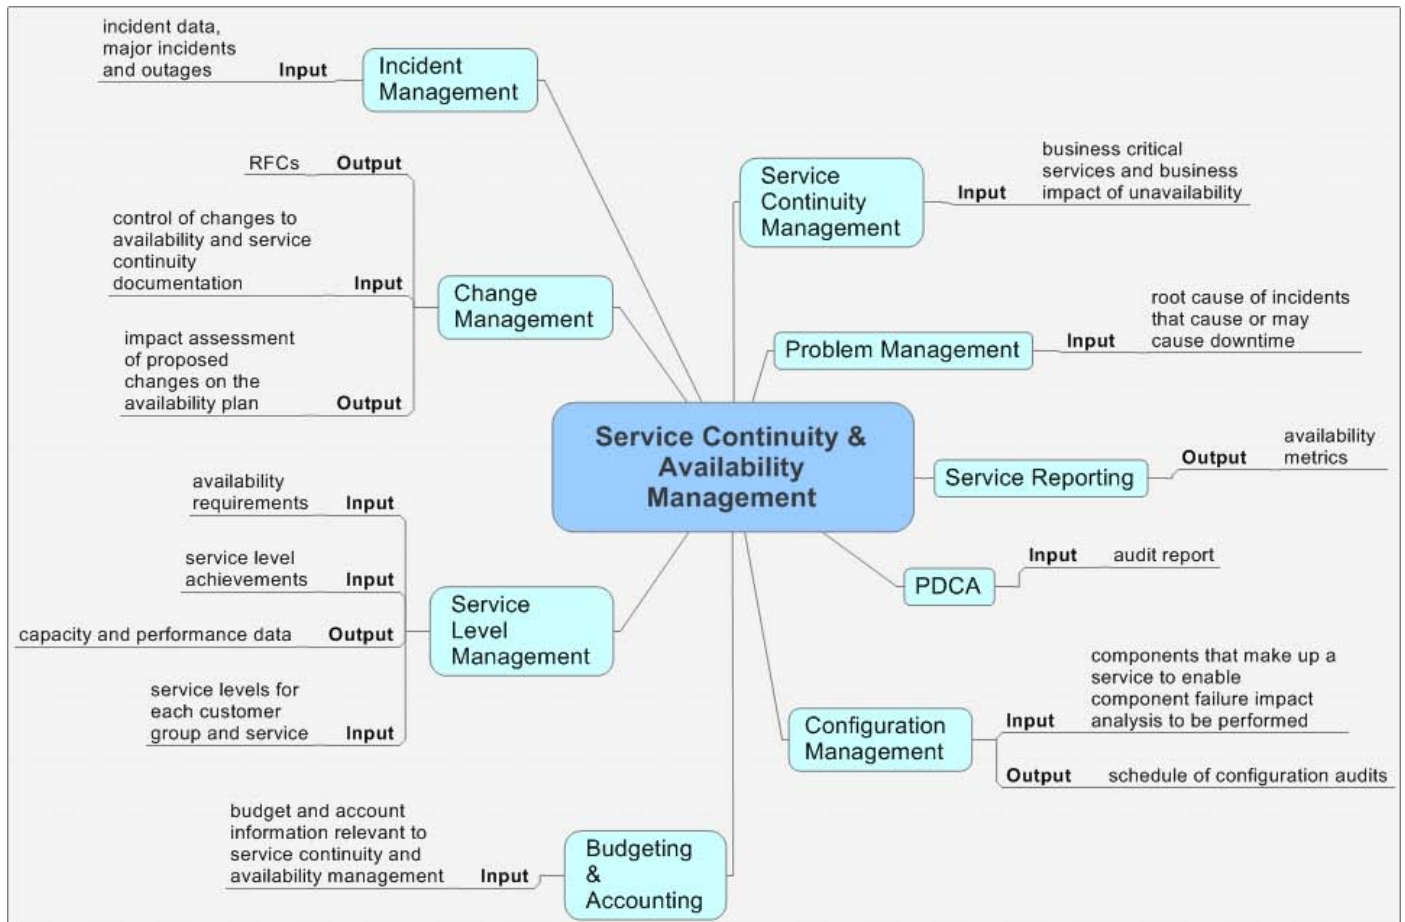 incident data,
major incidents
and outages
Input
Incident
Management
RFCs
Output
control of changes to
availability and service
continuity
documentation
Input
impact assessment
of proposed
changes on the
availability plan
Output
Change
Management
availability
requirements
Input
service level
achievements
Input
capacity and performance data
Output
service levels for
each customer
group and service
Input
Service
Level
Management
budget and account
information relevant to
service continuity and
availability management
Input
Budgeting
&
Accounting
Service Continuity &
Availability
Management
Service
Continuity
Management
Input
business critical
services and business
impact of unavailability
Problem Management
Input
root cause of incidents
that cause or may
cause downtime
Service Reporting
Output
availability
metrics
PDCA
Input
audit report
Configuration
Management
Input
components that make up a
service to enable
component failure impact
analysis to be performed
Output
schedule of configuration audits